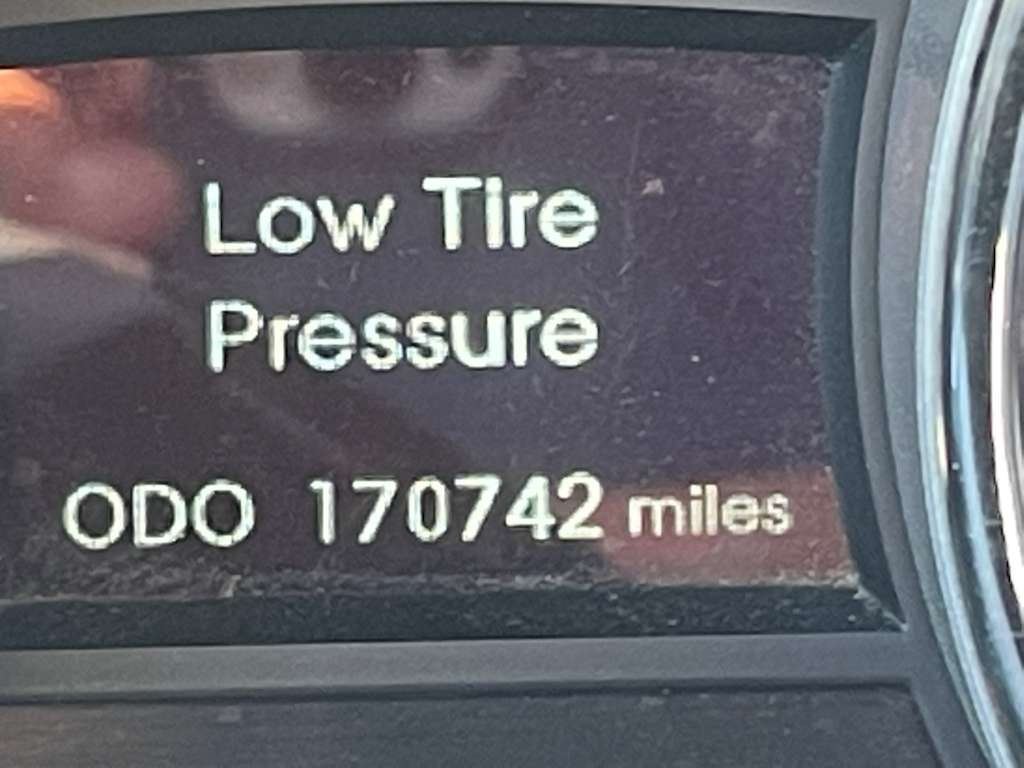 Low Tire
Pressure
ODO 170742 miles